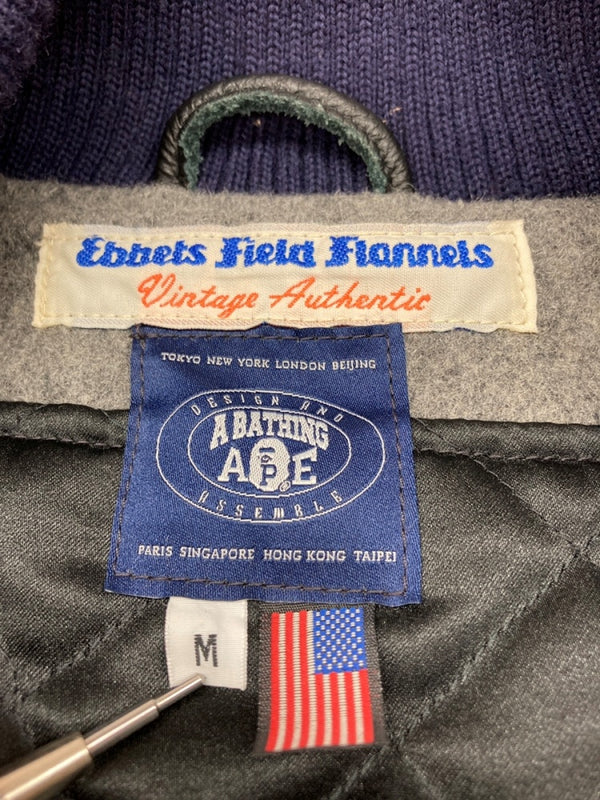 Ebbets Field Flannels
Vintage Authentic
TOKYO NEW YORK LONDON BEIJING
DESIGN AND
A BATHING
APE®
ASSEMBLE
PARIS SINGAPORE HONG KONG TAIPEI
M